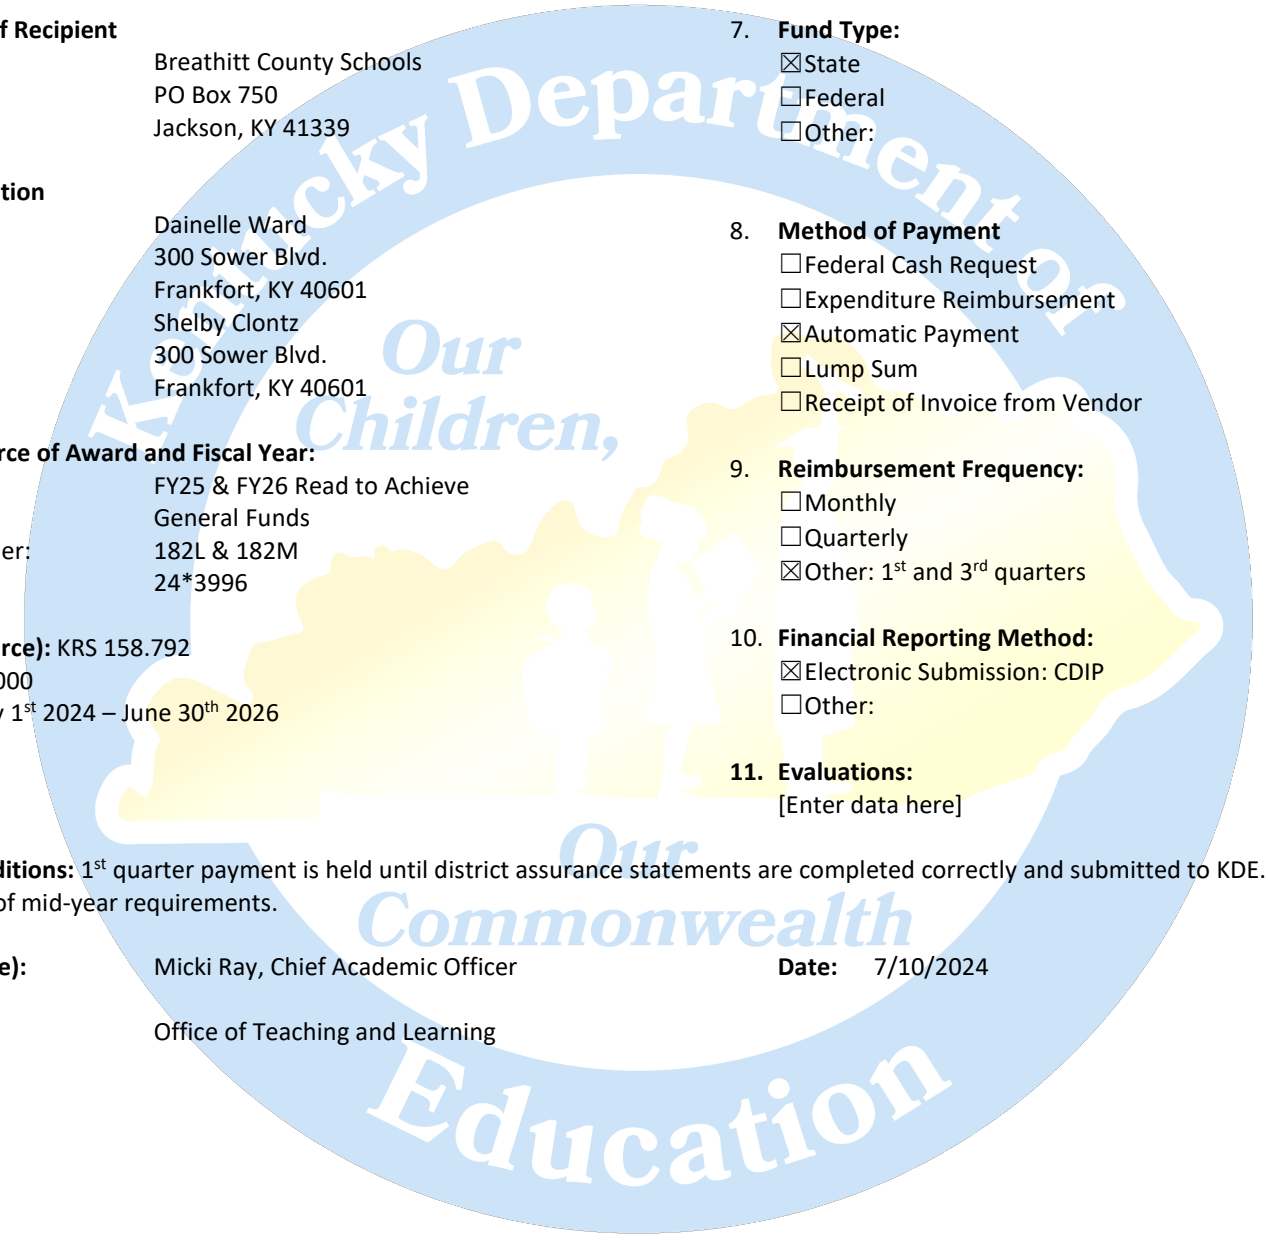 f Recipient
Breathitt County Schools
PO Box 750
Jackson, KY 41339
tion
Dainelle Ward
300 Sower Blvd.
Frankfort, KY 40601
Shelby Clontz
300 Sower Blvd.
Frankfort, KY 40601
rce of Award and Fiscal Year:
FY25 & FY26 Read to Achieve
General Funds
er: 182L & 182M
24*3996
rce): KRS 158.792
000
1st 2024 – June 30th 2026
7. Fund Type:
☒State
☐Federal
☐Other:
8. Method of Payment
☐Federal Cash Request
☐Expenditure Reimbursement
☒Automatic Payment
☐Lump Sum
☐Receipt of Invoice from Vendor
9. Reimbursement Frequency:
☐Monthly
☐Quarterly
☒Other: 1st and 3rd quarters
10. Financial Reporting Method:
☒Electronic Submission: CDIP
☐Other:
11. Evaluations:
[Enter data here]
ditions: 1st quarter payment is held until district assurance statements are completed correctly and submitted to KDE.
of mid-year requirements.
e): Micki Ray, Chief Academic Officer Date: 7/10/2024
Office of Teaching and Learning
Kentucky Department of
Education
Our
Children,
Our
Commonwealth